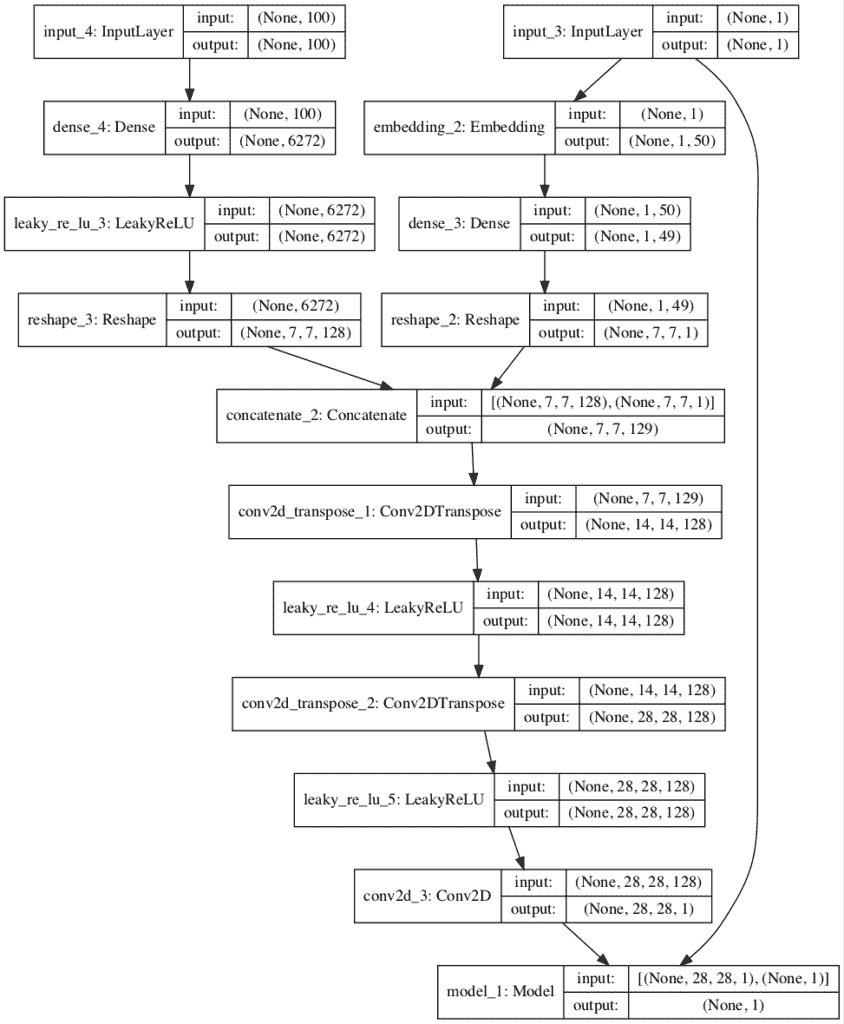 input_4: InputLayer
input: (None, 100)
output: (None, 100)
input_3: InputLayer
input: (None, 1)
output: (None, 1)
dense_4: Dense
input: (None, 100)
output: (None, 6272)
embedding_2: Embedding
input: (None, 1)
output: (None, 1, 50)
leaky_re_lu_3: LeakyReLU
input: (None, 6272)
output: (None, 6272)
dense_3: Dense
input: (None, 1, 50)
output: (None, 1, 49)
reshape_3: Reshape
input: (None, 6272)
output: (None, 7, 7, 128)
reshape_2: Reshape
input: (None, 1, 49)
output: (None, 7, 7, 1)
concatenate_2: Concatenate
input: [(None, 7, 7, 128), (None, 7, 7, 1)]
output: (None, 7, 7, 129)
conv2d_transpose_1: Conv2DTranspose
input: (None, 7, 7, 129)
output: (None, 14, 14, 128)
leaky_re_lu_4: LeakyReLU
input: (None, 14, 14, 128)
output: (None, 14, 14, 128)
conv2d_transpose_2: Conv2DTranspose
input: (None, 14, 14, 128)
output: (None, 28, 28, 128)
leaky_re_lu_5: LeakyReLU
input: (None, 28, 28, 128)
output: (None, 28, 28, 128)
conv2d_3: Conv2D
input: (None, 28, 28, 128)
output: (None, 28, 28, 1)
model_1: Model
input: [(None, 28, 28, 1), (None, 1)]
output: (None, 1)